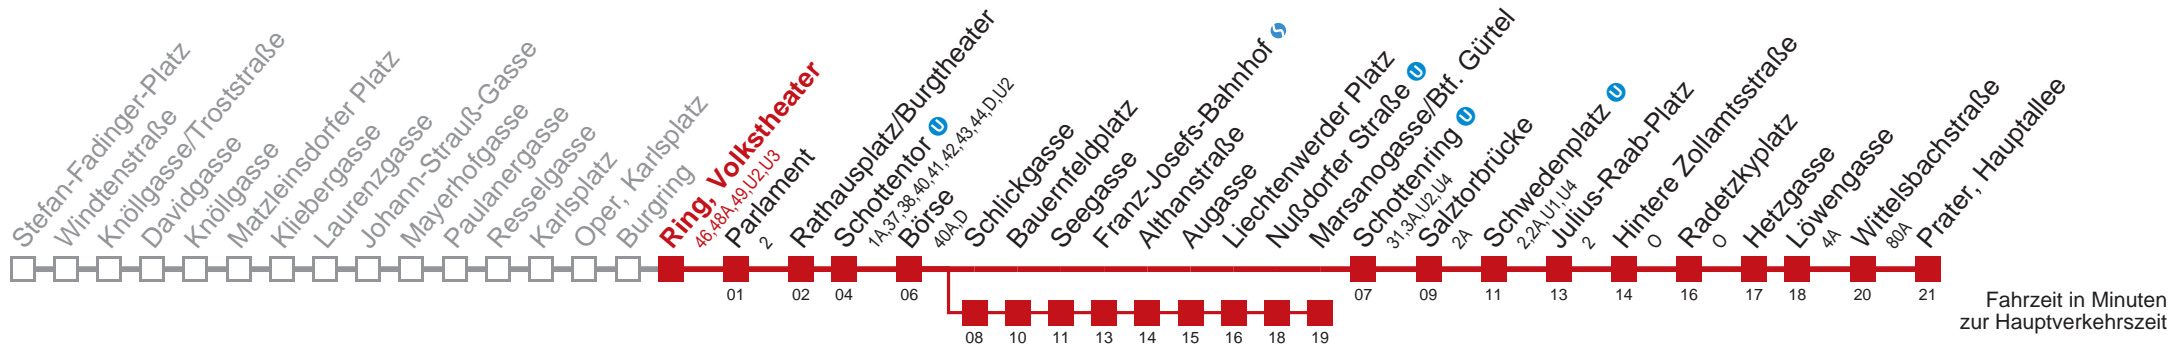 Stefan-Fadinger-Platz
Windtenstraße
Knöllgasse/Troststraße
Davidgasse
Knöllgasse
Matzleinsdorfer Platz
Kliebergasse
Laurenzgasse
Johann-Strauß-Gasse
Mayerhofgasse
Paulanergasse
Resselgasse
Karlsplatz
Oper, Karlsplatz
Burgring
Ring, Volkstheater
46,48A,49,U2,U3
Parlament
2
Rathausplatz/Burgtheater
Schottentor U
1A,37,38,40,41,42,43,44,D,U2
Börse
40A,D
Schlickgasse
Bauernfeldplatz
Seegasse
Franz-Josefs-Bahnhof
Althanstraße
Augasse
Liechtenwerder Platz
Nußdorfer Straße U
Marsanogasse/Btf. Gürtel
Schottenring U
31,3A,U2,U4
Salztorbrücke
2A
Schwedenplatz U
2,2A,U1,U4
Julius-Raab-Platz
2
Hintere Zollamtsstraße
O
Radetzkyplatz
O
Hetzgasse
Löwengasse
4A
Wittelsbachstraße
80A
Prater, Hauptallee
01 02 04 06 07 09 11 13 14 16 17 18 20 21
08 10 11 13 14 15 16 18 19
Fahrzeit in Minuten
zur Hauptverkehrszeit